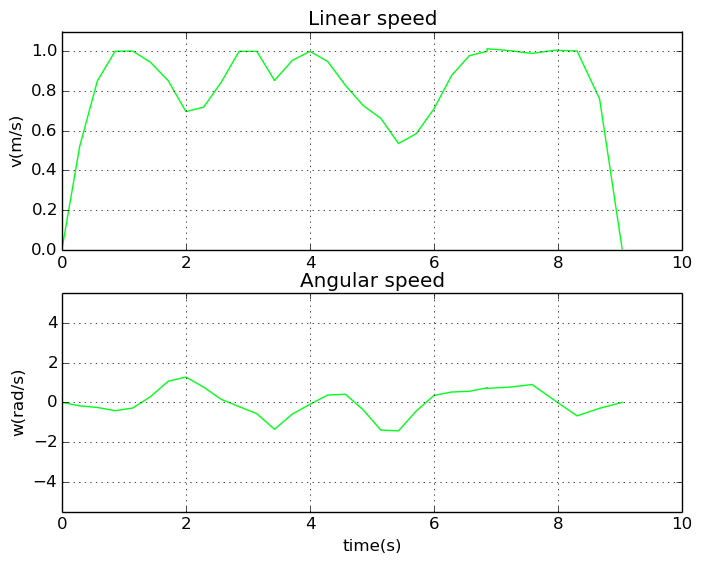 Linear speed
v(m/s)
1.0
0.8
0.6
0.4
0.2
0.0
0 2 4 6 8 10
Angular speed
w(rad/s)
4
2
0
−2
−4
0 2 4 6 8 10
time(s)